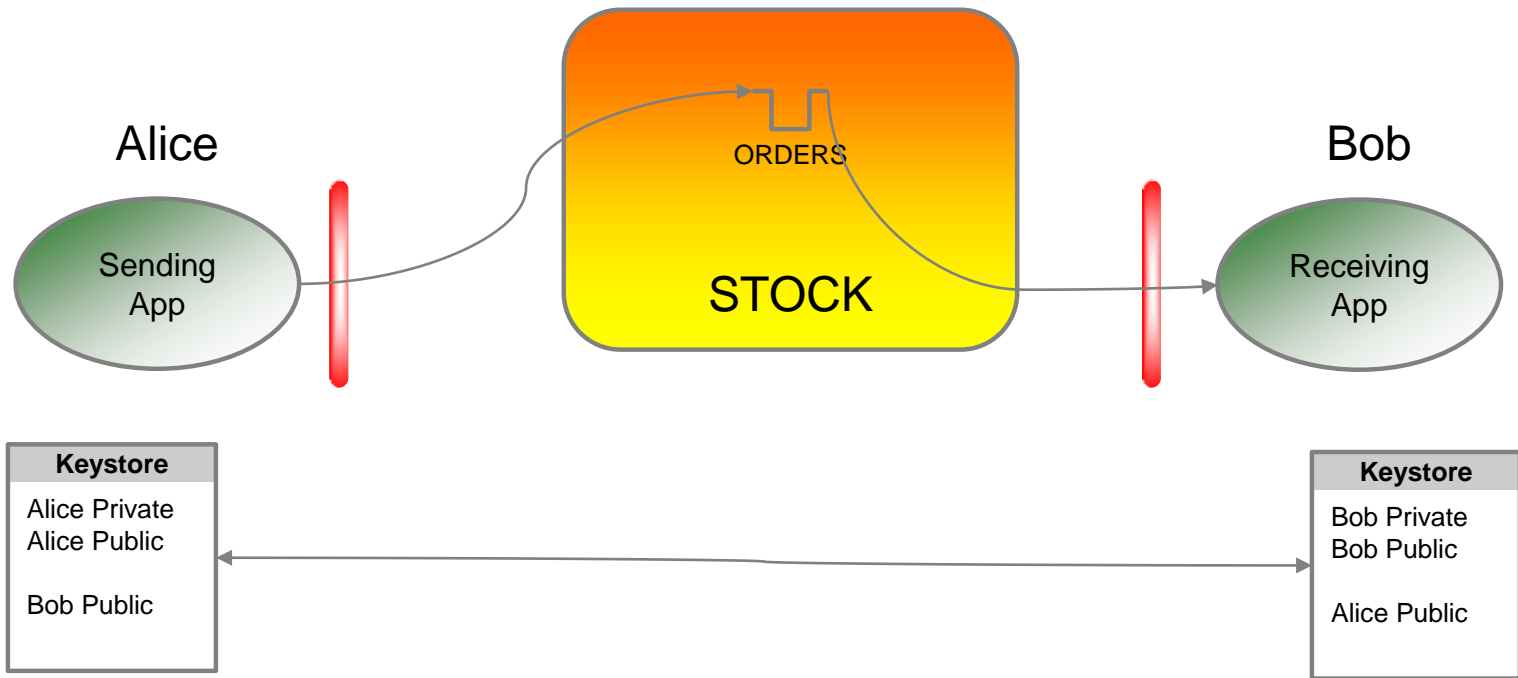 Alice
Bob
ORDERS
Sending
App
STOCK
Receiving
App
Keystore
Alice Private
Alice Public
Bob Public
Keystore
Bob Private
Bob Public
Alice Public